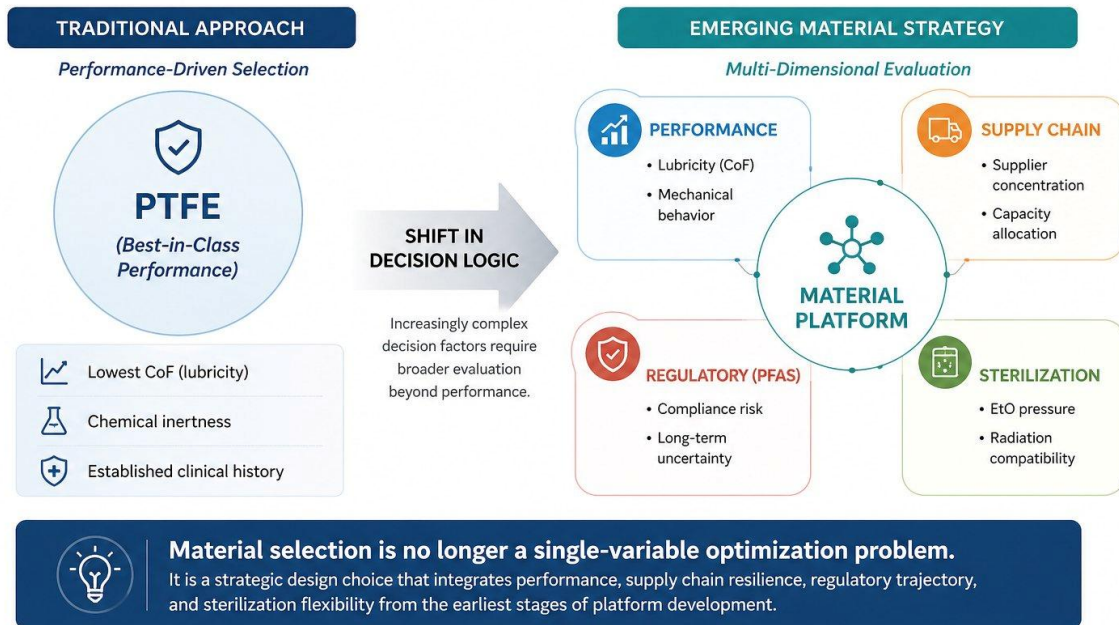 TRADITIONAL APPROACH
Performance-Driven Selection
PTFE
(Best-in-Class
Performance)
Lowest CoF (lubricity)
Chemical inertness
Established clinical history
SHIFT IN
DECISION LOGIC
Increasingly complex
decision factors require
broader evaluation
beyond performance.
EMERGING MATERIAL STRATEGY
Multi-Dimensional Evaluation
PERFORMANCE
• Lubricity (CoF)
• Mechanical
behavior
SUPPLY CHAIN
• Supplier
concentration
• Capacity
allocation
MATERIAL
PLATFORM
REGULATORY (PFAS)
• Compliance risk
• Long-term
uncertainty
STERILIZATION
• EtO pressure
• Radiation
compatibility
Material selection is no longer a single-variable optimization problem.
It is a strategic design choice that integrates performance, supply chain resilience, regulatory trajectory,
and sterilization flexibility from the earliest stages of platform development.